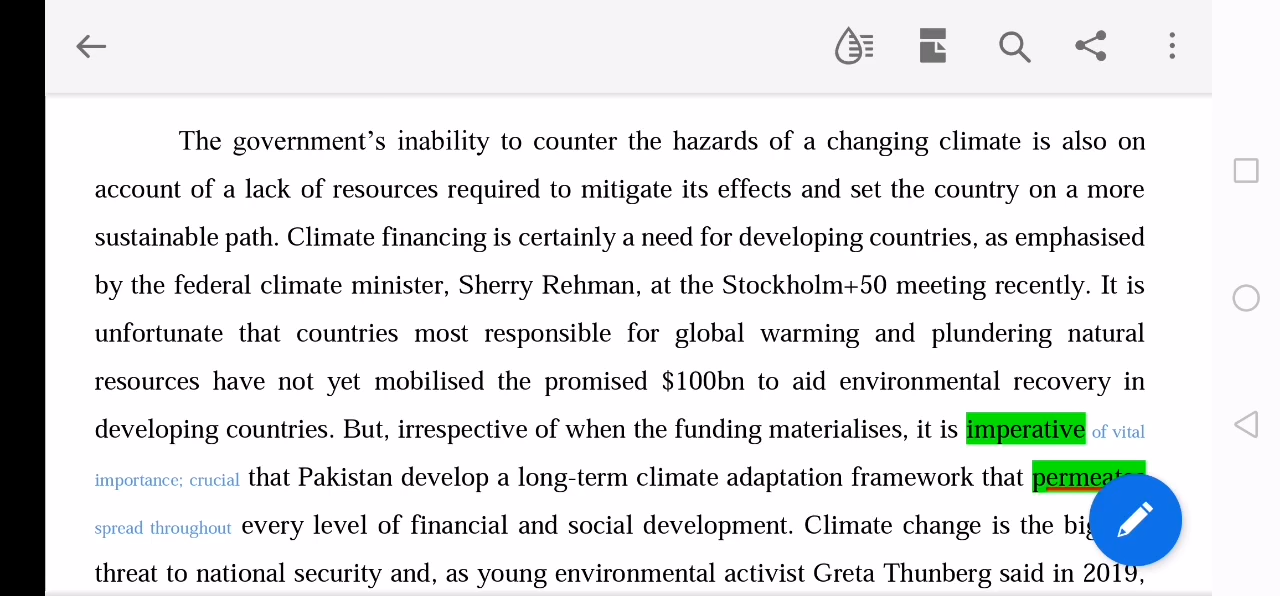 The government’s inability to counter the hazards of a changing climate is also on
account of a lack of resources required to mitigate its effects and set the country on a more
sustainable path. Climate financing is certainly a need for developing countries, as emphasised
by the federal climate minister, Sherry Rehman, at the Stockholm+50 meeting recently. It is
unfortunate that countries most responsible for global warming and plundering natural
resources have not yet mobilised the promised $100bn to aid environmental recovery in
developing countries. But, irrespective of when the funding materialises, it is imperative of vital
importance; crucial that Pakistan develop a long-term climate adaptation framework that
spread throughout every level of financial and social development. Climate change is the
threat to national security and, as young environmental activist Greta Thunberg said in 2019,